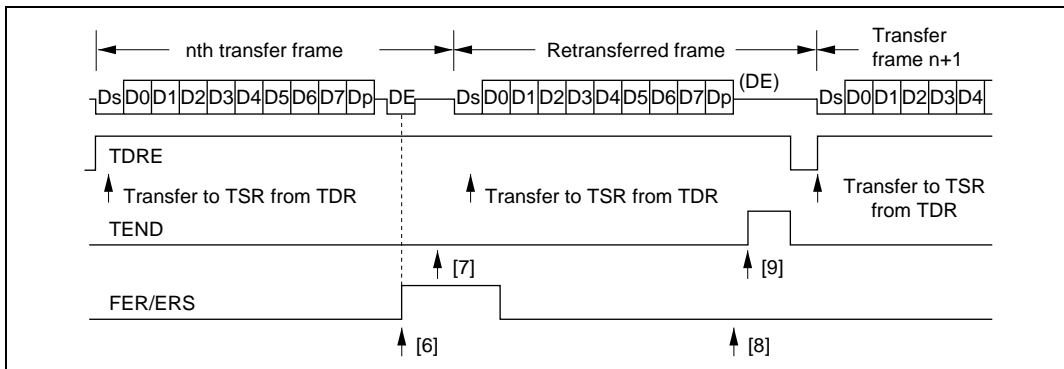 nth transfer frame
Retransferred frame
Transfer
frame n+1
Ds D0 D1 D2 D3 D4 D5 D6 D7 Dp DE Ds D0 D1 D2 D3 D4 D5 D6 D7 Dp (DE) Ds D0 D1 D2 D3 D4
TDRE
Transfer to TSR from TDR
Transfer to TSR from TDR
Transfer to TSR
from TDR
TEND
[7]
[9]
FER/ERS
[6]
[8]